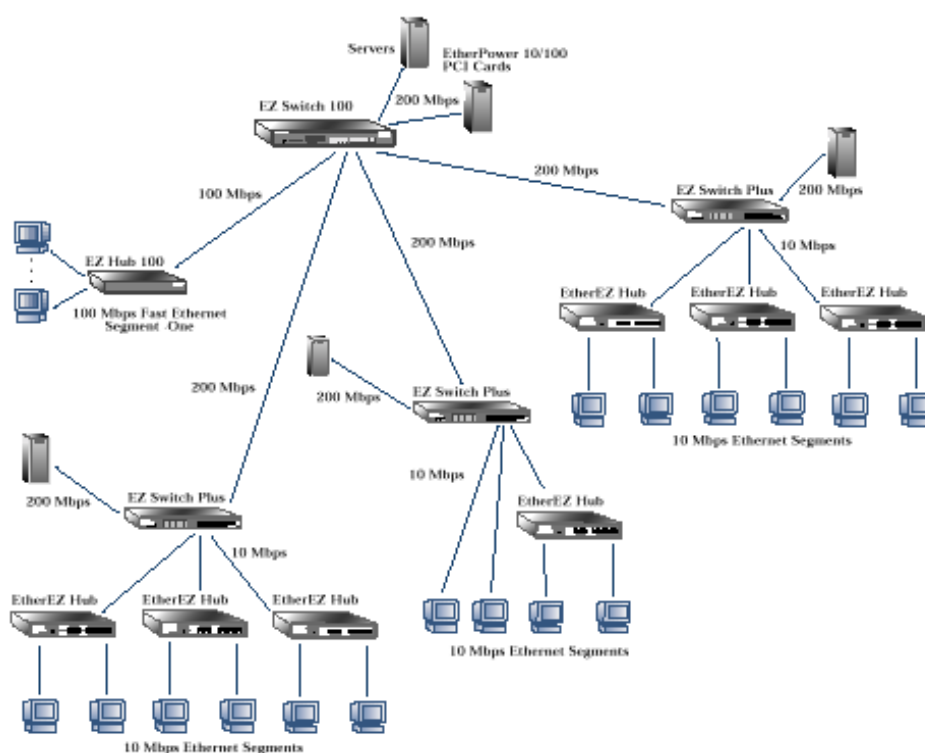 Servers
EtherPower 10/100
PCI Cards
EZ Switch 100
200 Mbps
200 Mbps
100 Mbps
EZ Switch Plus
200 Mbps
200 Mbps
10 Mbps
EZ Hub 100
EtherEZ Hub
EtherEZ Hub
EtherEZ Hub
100 Mbps Fast Ethernet
Segment -One
200 Mbps
200 Mbps
EZ Switch Plus
10 Mbps Ethernet Segments
10 Mbps
EZ Switch Plus
200 Mbps
EtherEZ Hub
10 Mbps
EtherEZ Hub
EtherEZ Hub
EtherEZ Hub
10 Mbps Ethernet Segments
10 Mbps Ethernet Segments